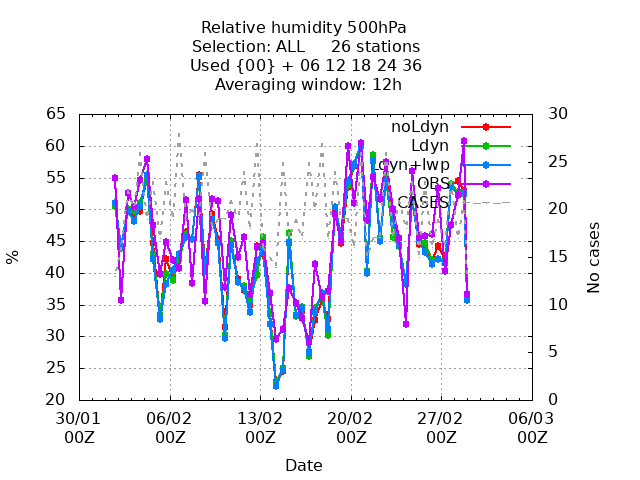 Relative humidity 500hPa
Selection: ALL 26 stations
Used {00} + 06 12 18 24 36
Averaging window: 12h
65 30
60 25
55 20
50 15
45 10
40 5
35 0
30
25
20
noLdyn
Ldyn
Ldyn+lwp
OBS
CASES
%
No cases
30/01 06/02 13/02 20/02 27/02 06/03
00Z 00Z 00Z 00Z 00Z 00Z
Date